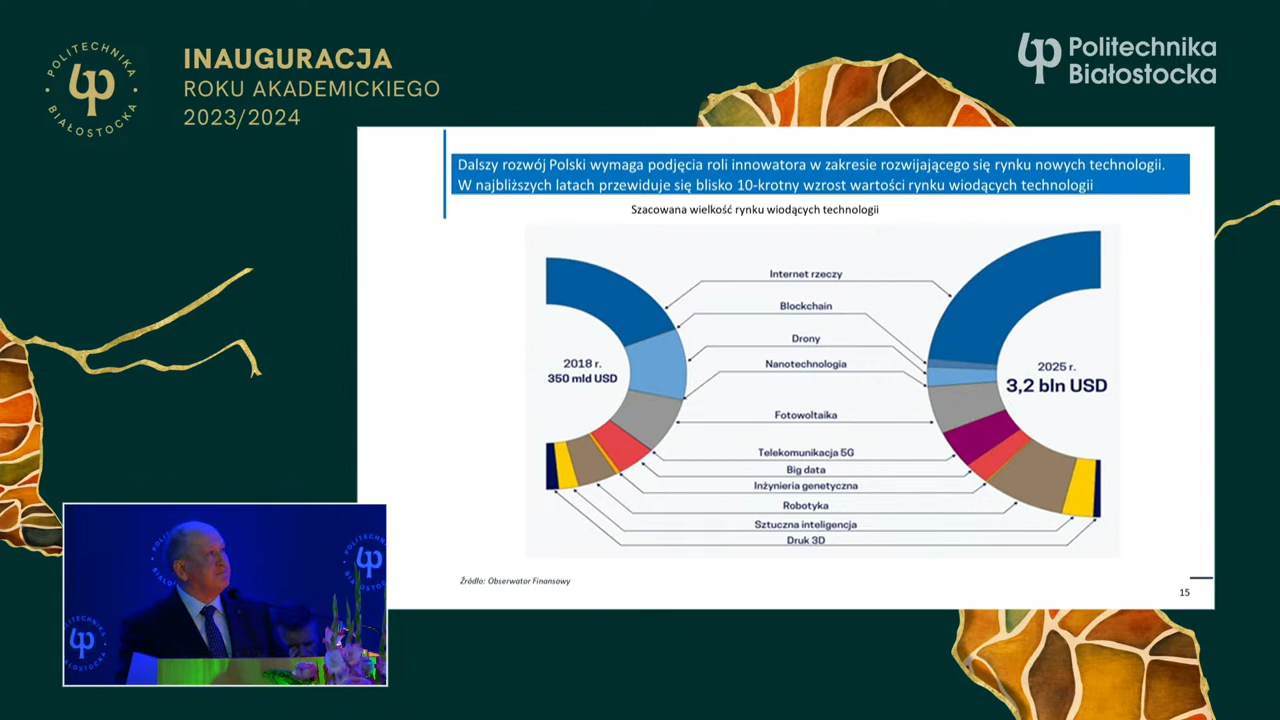 POLITECHNIKA
BIAŁOSTOCKA
INAUGURACJA
ROKU AKADEMICKIEGO
2023/2024
Politechnika
Białostocka
Dalszy rozwój Polski wymaga podjęcia roli innowatora w zakresie rozwijającego się rynku nowych technologii.
W najbliższych latach przewiduje się blisko 10-krotny wzrost wartości rynku wiodących technologii
Szacowana wielkość rynku wiodących technologii
Internet rzeczy
Blockchain
Drony
Nanotechnologia
Fotowoltaika
Telekomunikacja 5G
Big data
Inżynieria genetyczna
Robotyka
Sztuczna inteligencja
Druk 3D
2018 r.
350 mld USD
2025 r.
3,2 bln USD
Źródło: Obserwator Finansowy
15